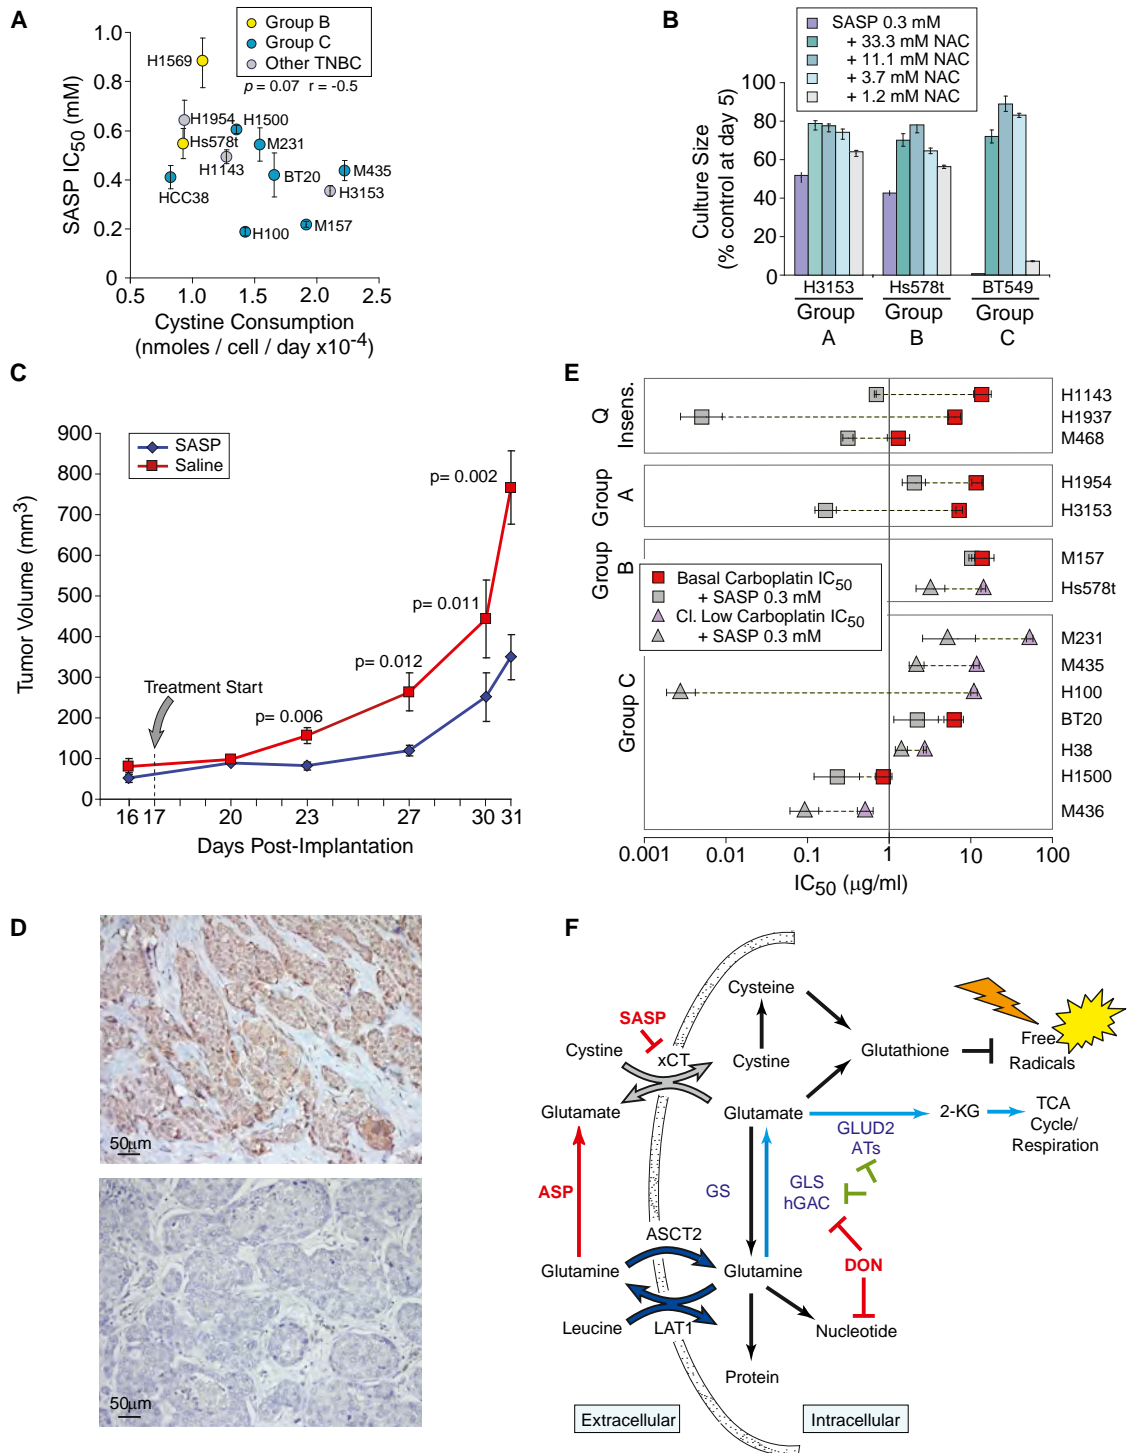 A
Group B
Group C
Other TNBC
p = 0.07 r = -0.5
SASP IC50 (mM)
1.0
0.8
0.6
0.4
0.2
0
H1569
H1954
H1500
Hs578t
M231
H1143
BT20
M435
HCC38
H3153
H100
M157
0.5
1.0
1.5
2.0
2.5
Cystine Consumption
(nmoles / cell / day x10-4)
B
SASP 0.3 mM
+ 33.3 mM NAC
+ 11.1 mM NAC
+ 3.7 mM NAC
+ 1.2 mM NAC
Culture Size
(% control at day 5)
100
80
60
40
20
0
H3153
Hs578t
BT549
Group
A
Group
B
Group
C
C
SASP
Saline
Tumor Volume (mm3)
900
800
700
600
500
400
300
200
100
0
Treatment Start
p= 0.006
p= 0.012
p= 0.011
p= 0.002
16
17
20
23
27
30
31
Days Post-Implantation
E
Q
Insens.
H1143
H1937
M468
Group
A
H1954
H3153
Group
B
M157
Hs578t
Basal Carboplatin IC50
+ SASP 0.3 mM
Cl. Low Carboplatin IC50
+ SASP 0.3 mM
Group C
M231
M435
H100
BT20
H38
H1500
M436
0.001
0.01
0.1
1
10
100
IC50 (μg/ml)
D
50μm
50μm
F
SASP
Cystine
xCT
Cysteine
Cystine
Glutathione
Free
Radicals
Glutamate
Glutamate
2-KG
TCA
Cycle/
Respiration
GLUD2
ATs
ASP
GS
GLS
hGAC
ASCT2
DON
Glutamine
Glutamine
Leucine
LAT1
Nucleotide
Protein
Extracellular
Intracellular